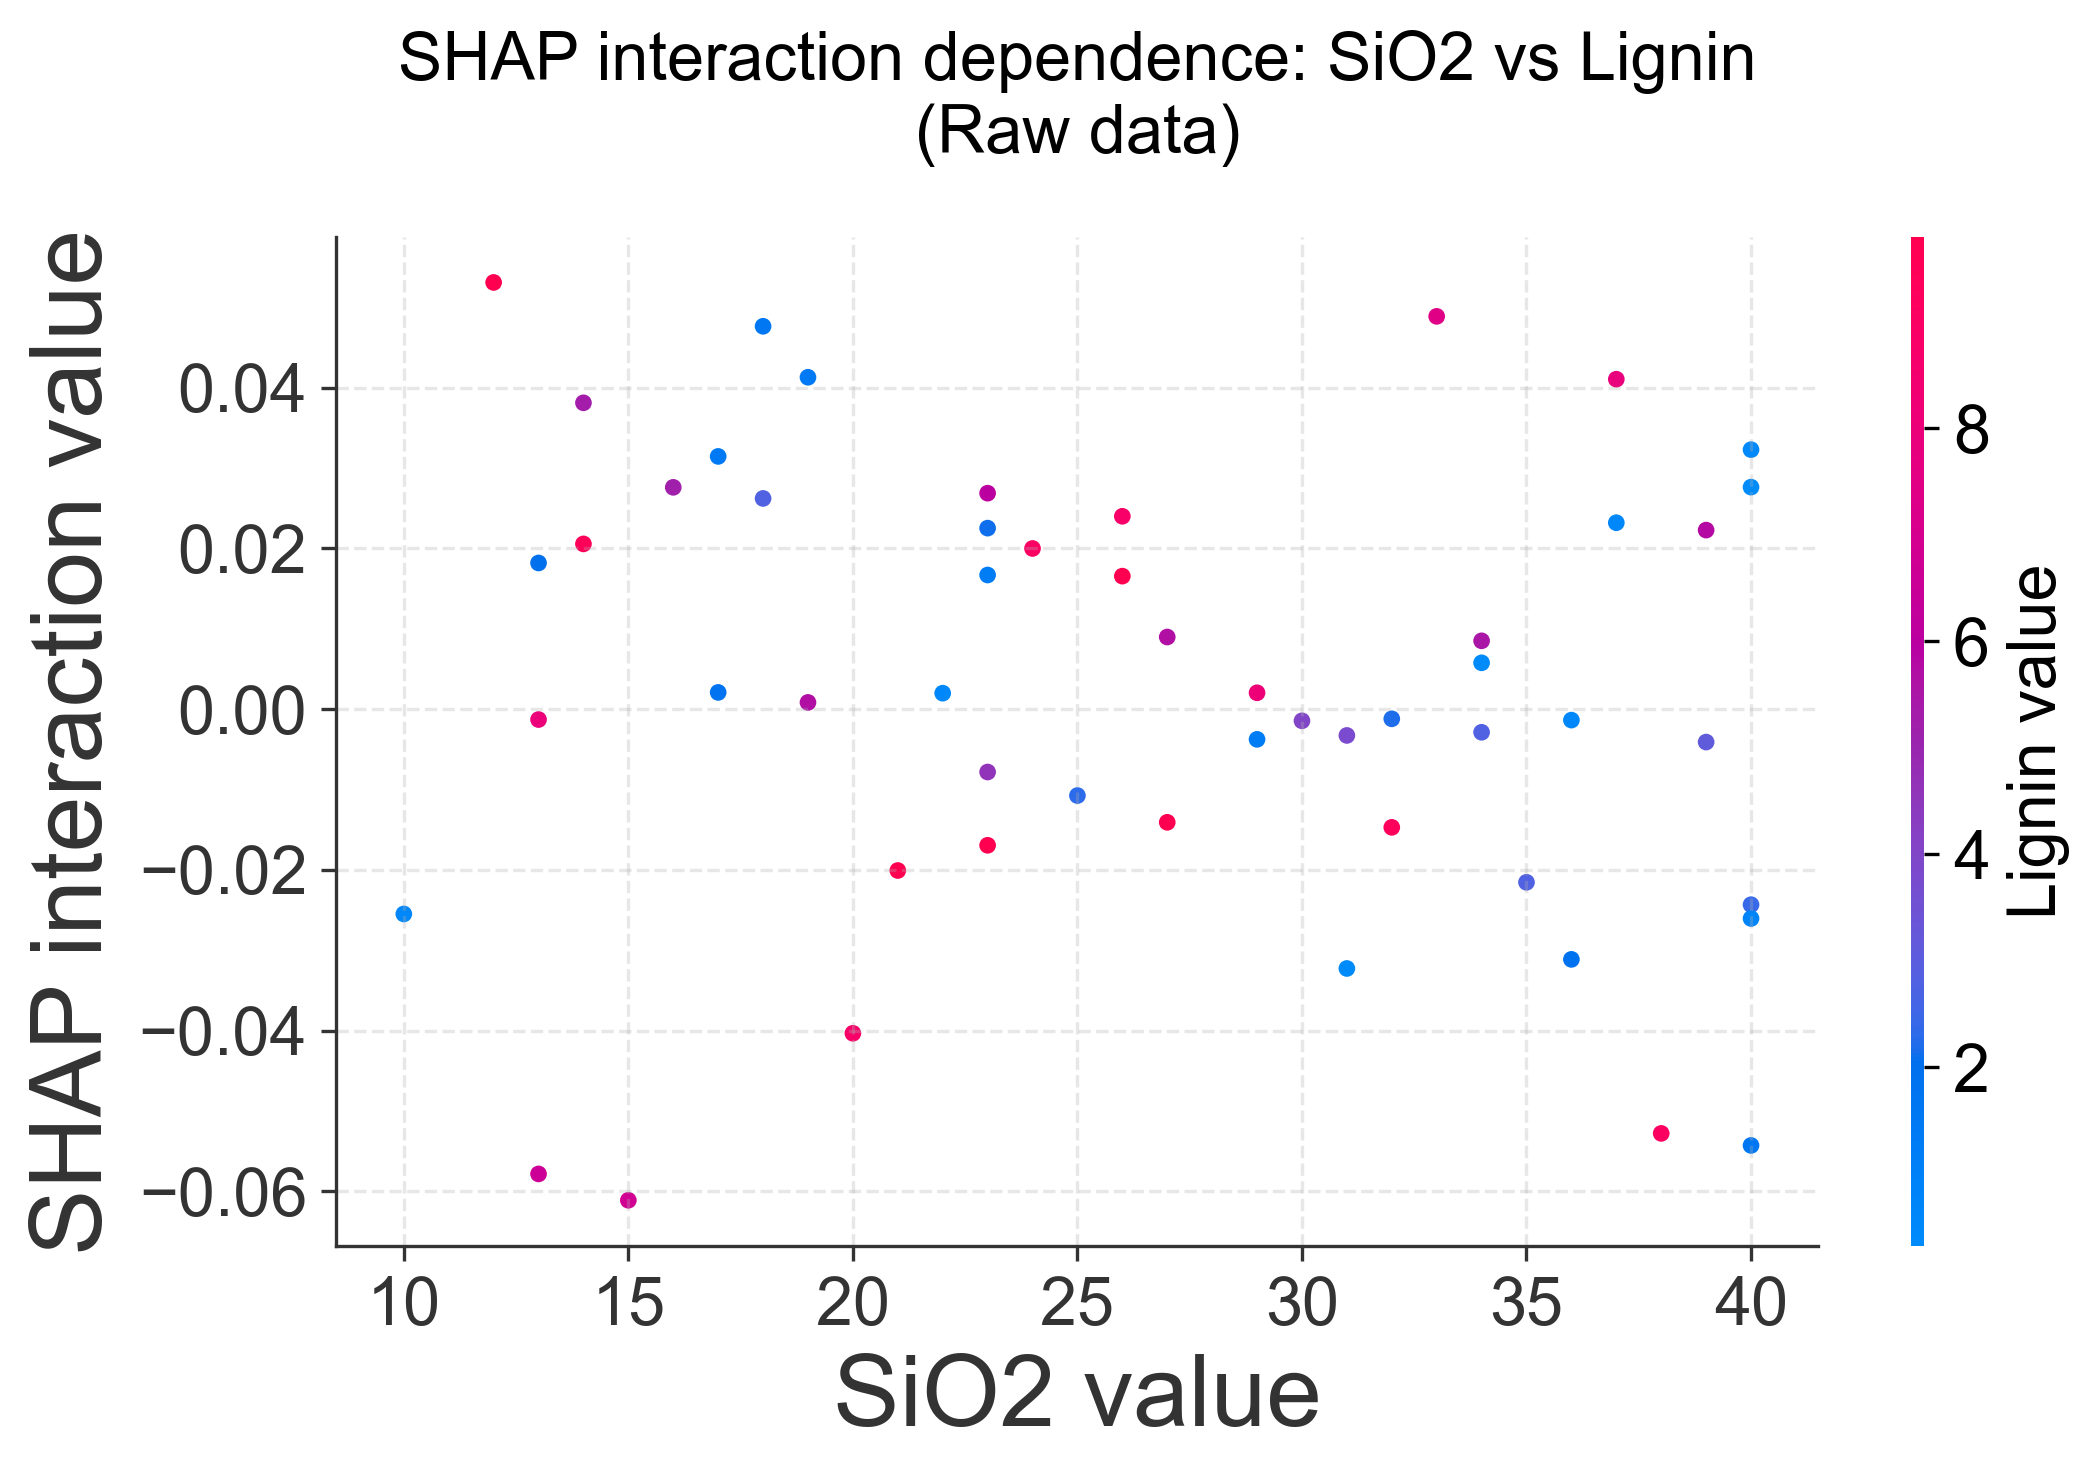 SHAP interaction dependence: SiO2 vs Lignin
(Raw data)
SHAP interaction value
0.04
0.02
0.00
−0.02
−0.04
−0.06
10 15 20 25 30 35 40
SiO2 value
8
6
4
2
Lignin value